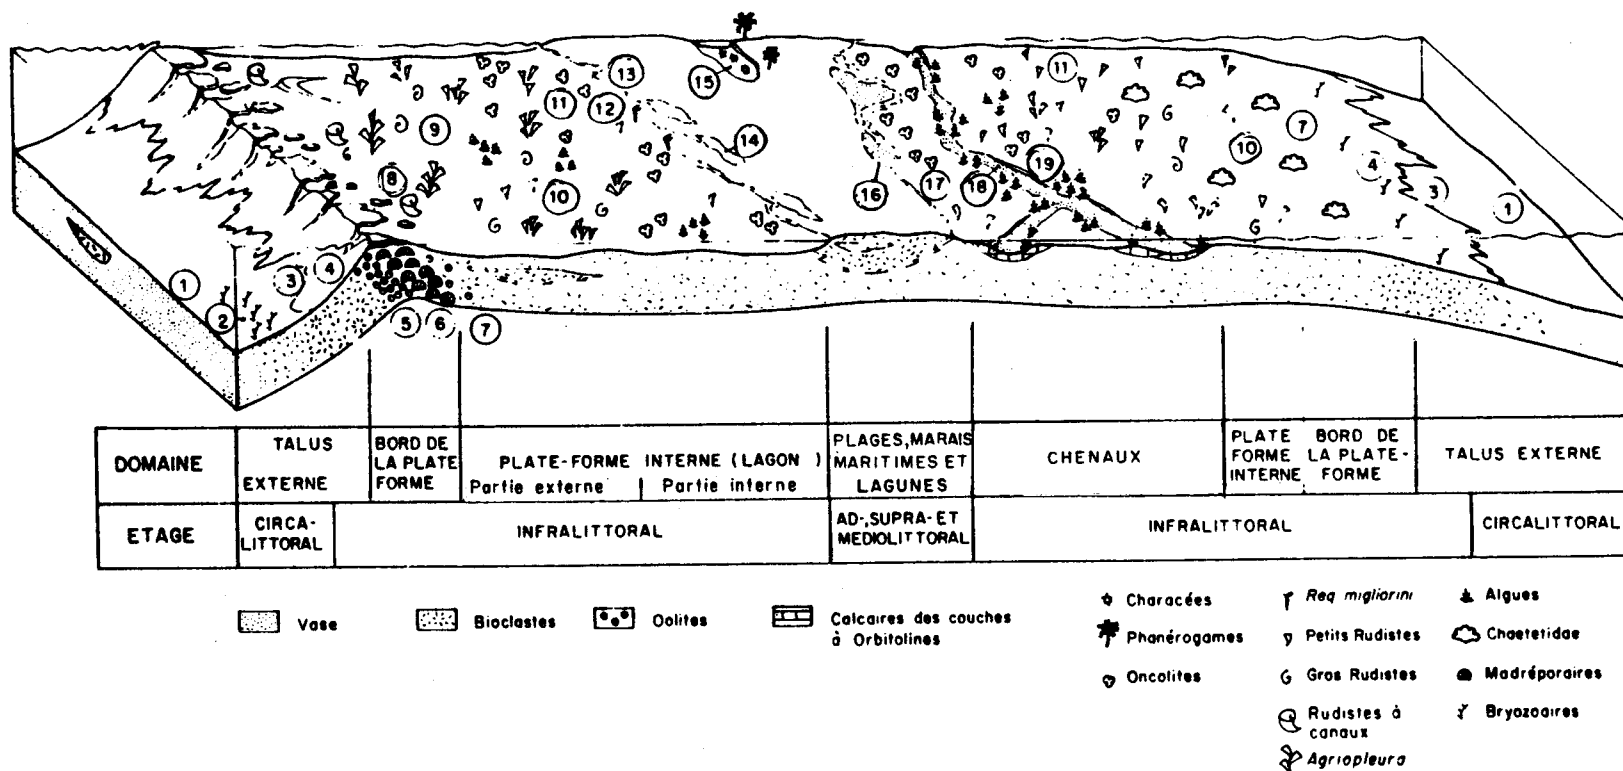 13
11
12
15
9
14
8
10
16
17
18
19
11
7
10
4
3
1
1
2
3
4
5
6
7
DOMAINE
TALUS
EXTERNE
BORD DE
LA PLATE
FORME
PLATE-FORME INTERNE (LAGON)
Partie externe
Partie interne
PLAGES, MARAIS
MARITIMES ET
LAGUNES
CHENAUX
PLATE
FORME
INTERNE
BORD DE
LA PLATE-
FORME
TALUS EXTERNE
ETAGE
CIRCA-
LITTORAL
INFRALITTORAL
AD-, SUPRA- ET
MEDIOLITTORAL
INFRALITTORAL
CIRCALITTORAL
Vase
Bioclastes
Oolites
Calcaires des couches
à Orbitolines
Characées
Phanérogames
Oncolites
Req migliorini
Petits Rudistes
Gros Rudistes
Rudistes à
canaux
Agriopleura
Algues
Chaetetidae
Madréporaires
Bryozoaires